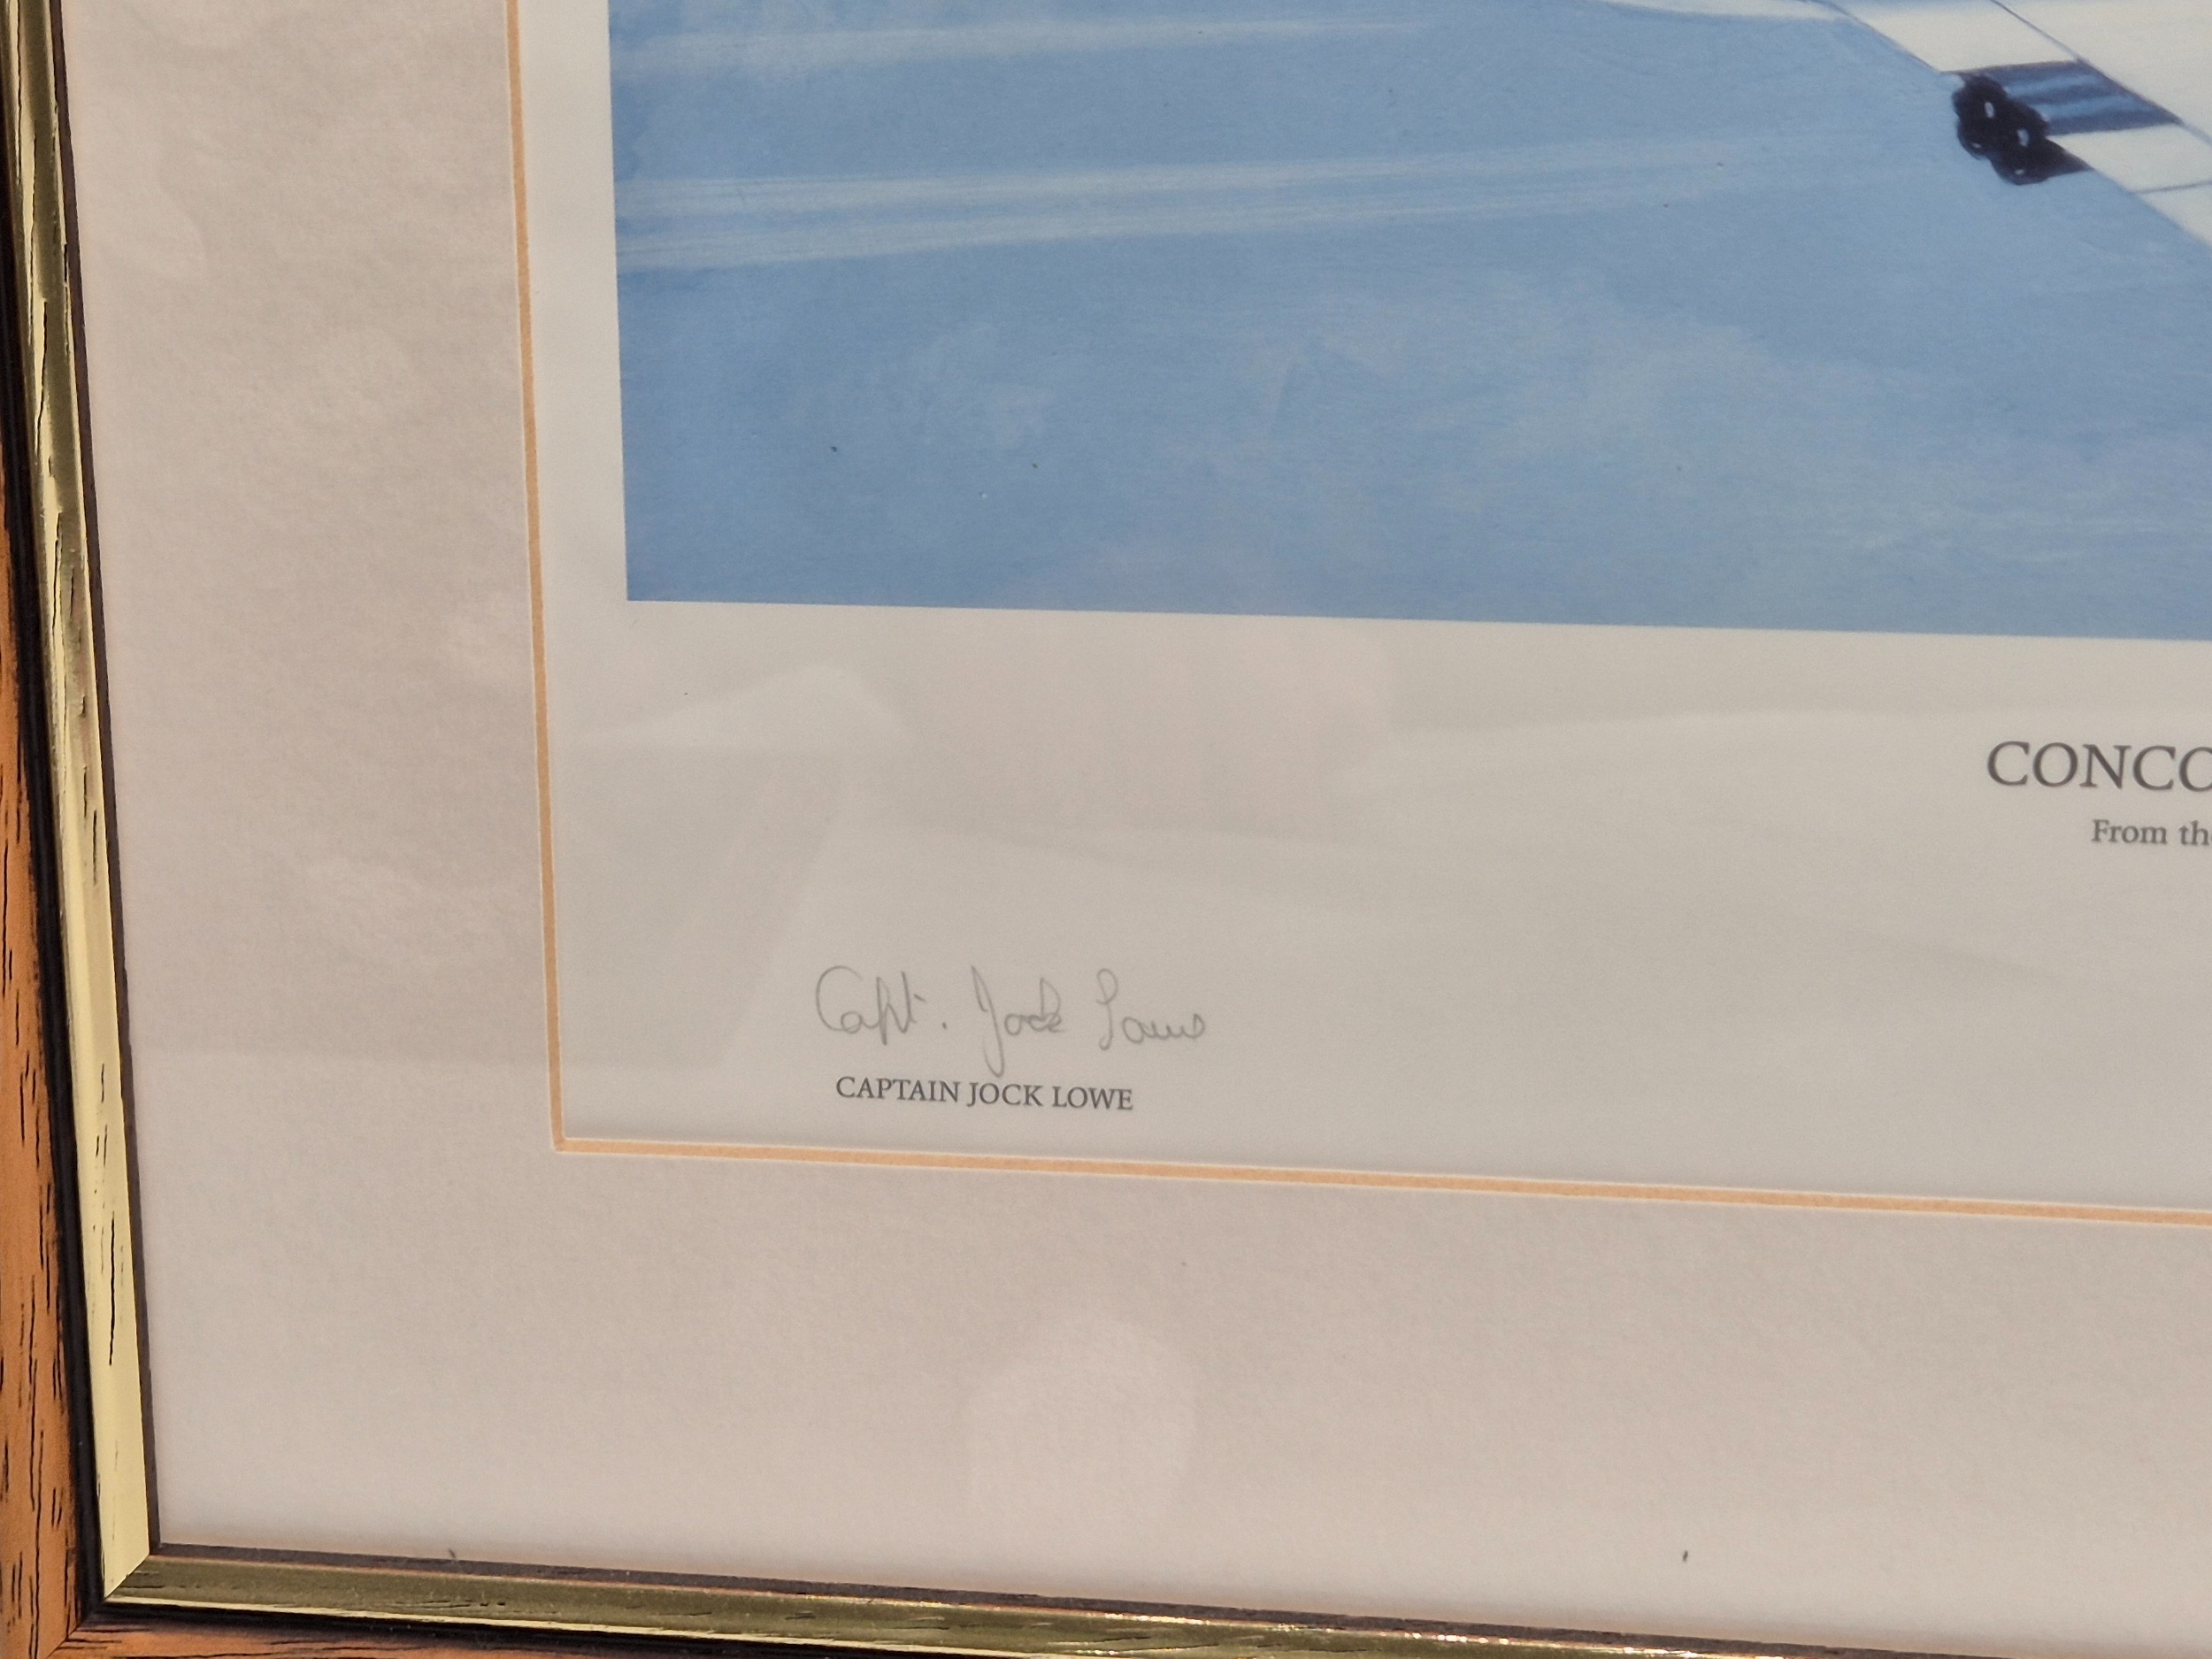 CONCO
From th
Capt. Jock Lowe
CAPTAIN JOCK LOWE